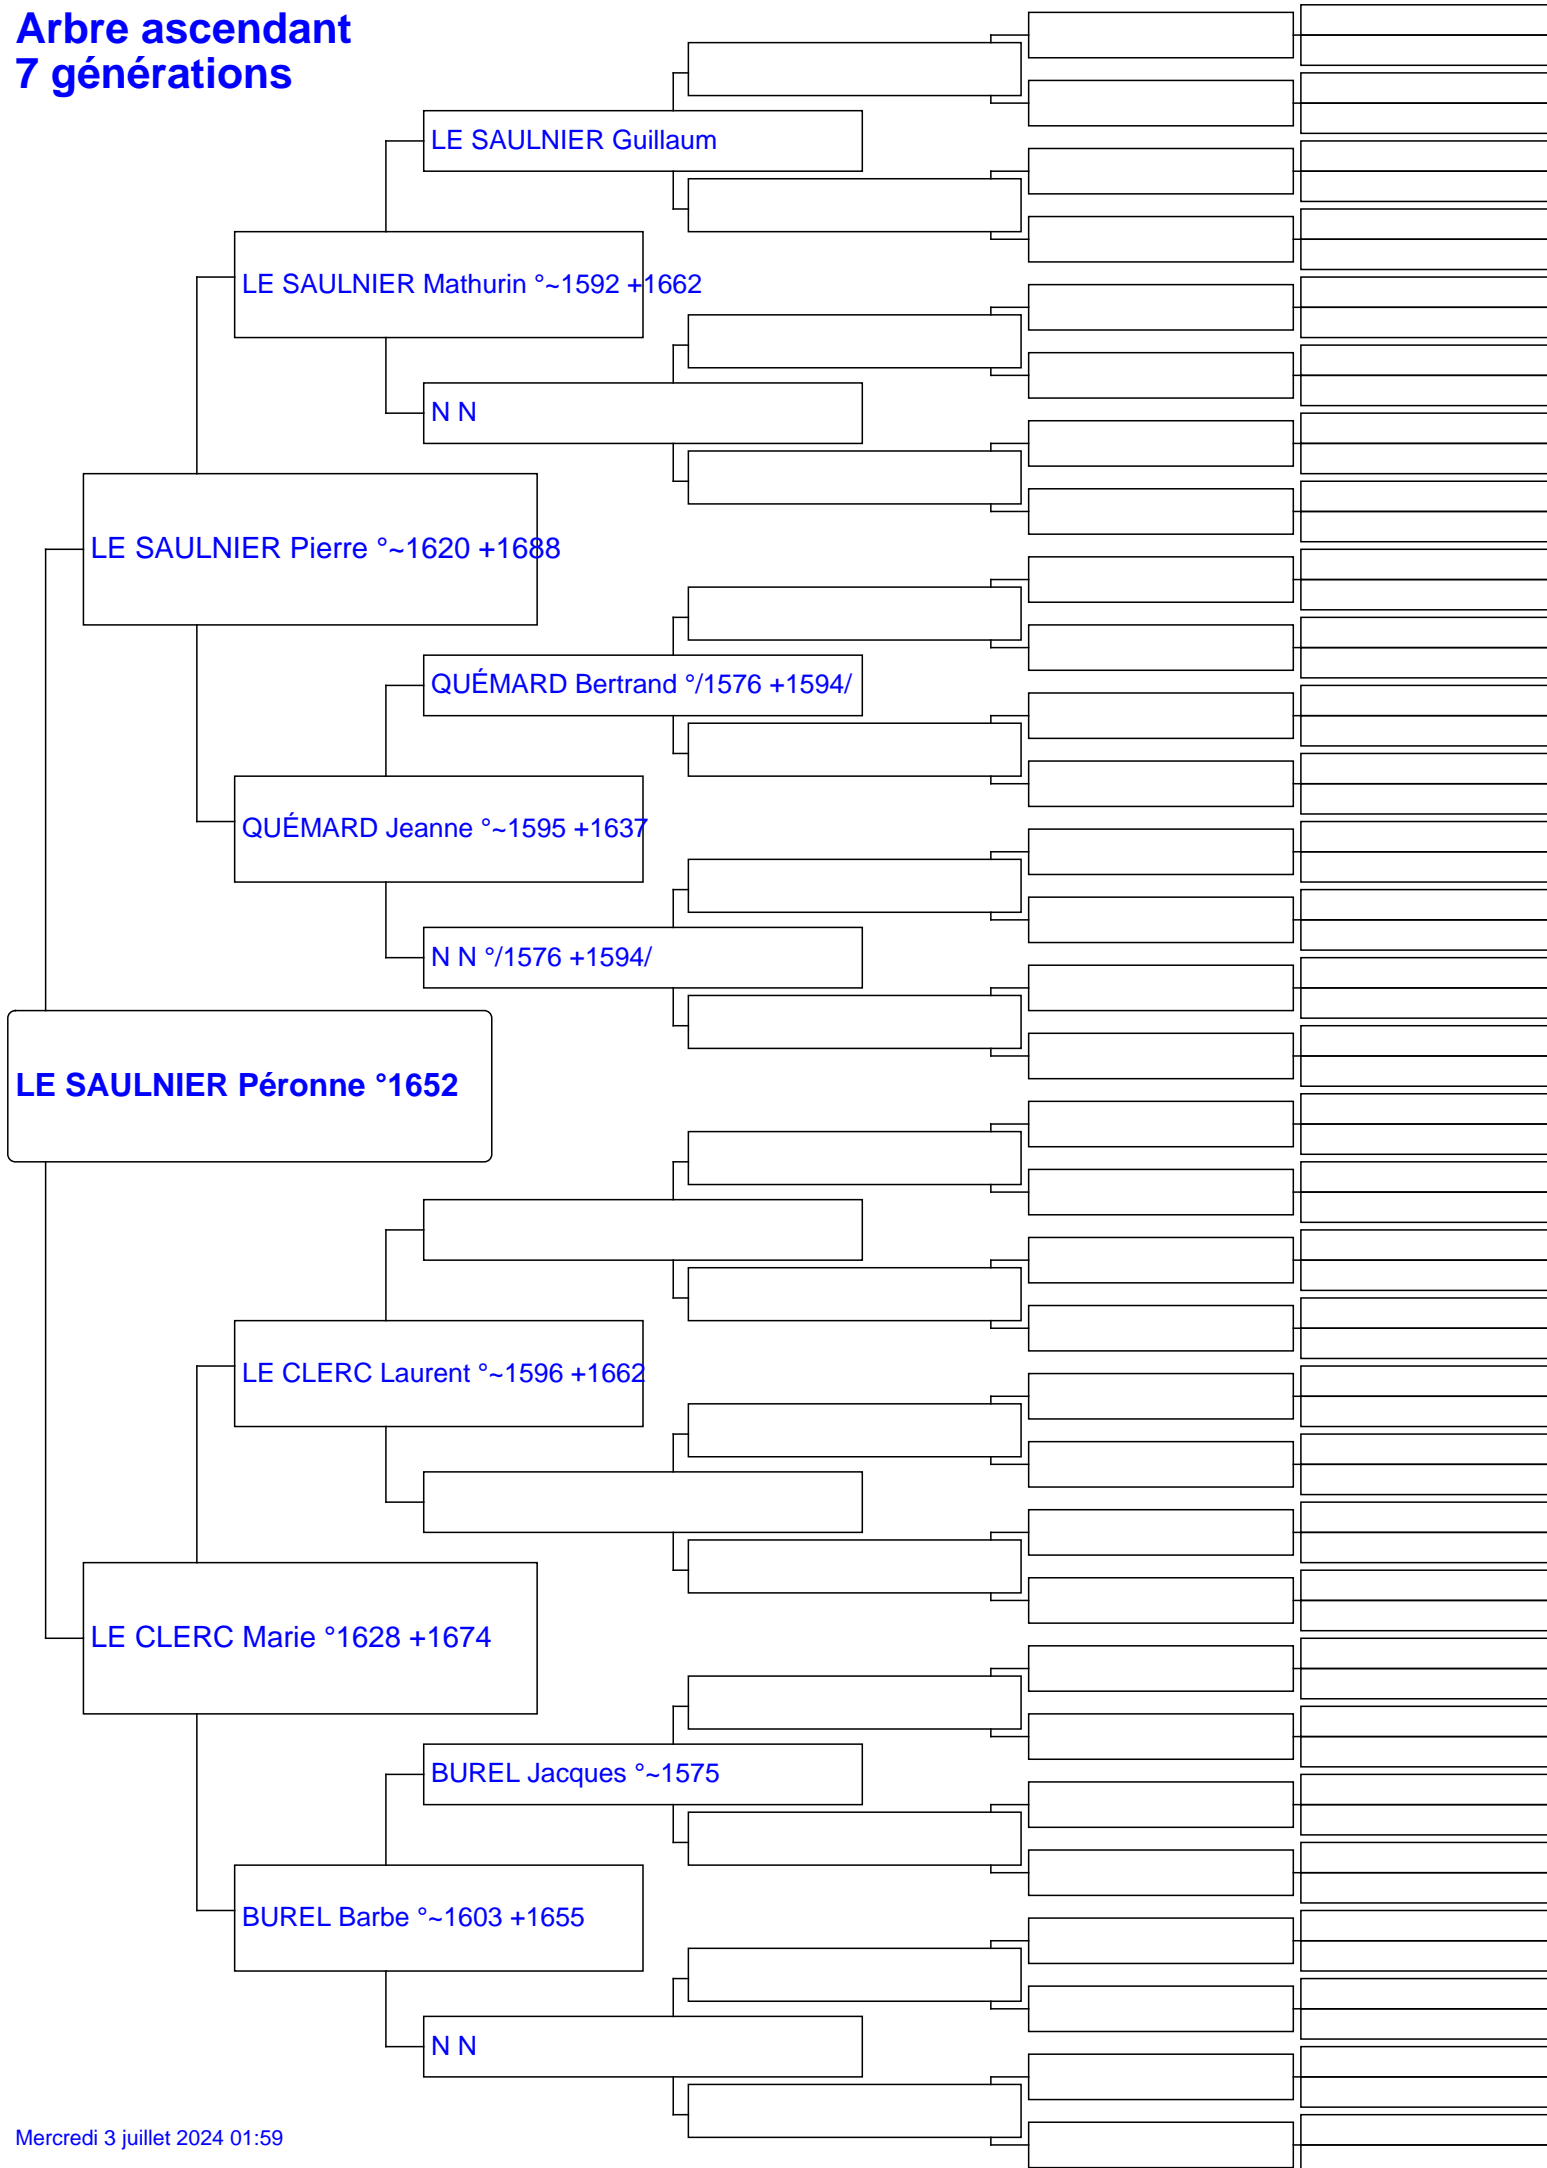 Arbre ascendant
7 générations
LE SAULNIER Guillaum
LE SAULNIER Mathurin °~1592 +1662
N N
LE SAULNIER Pierre °~1620 +1688
QUÉMARD Bertrand °/1576 +1594/
QUÉMARD Jeanne °~1595 +1637
N N °/1576 +1594/
LE SAULNIER Péronne °1652
LE CLERC Laurent °~1596 +1662
LE CLERC Marie °1628 +1674
BUREL Jacques °~1575
BUREL Barbe °~1603 +1655
N N
Mercredi 3 juillet 2024 01:59